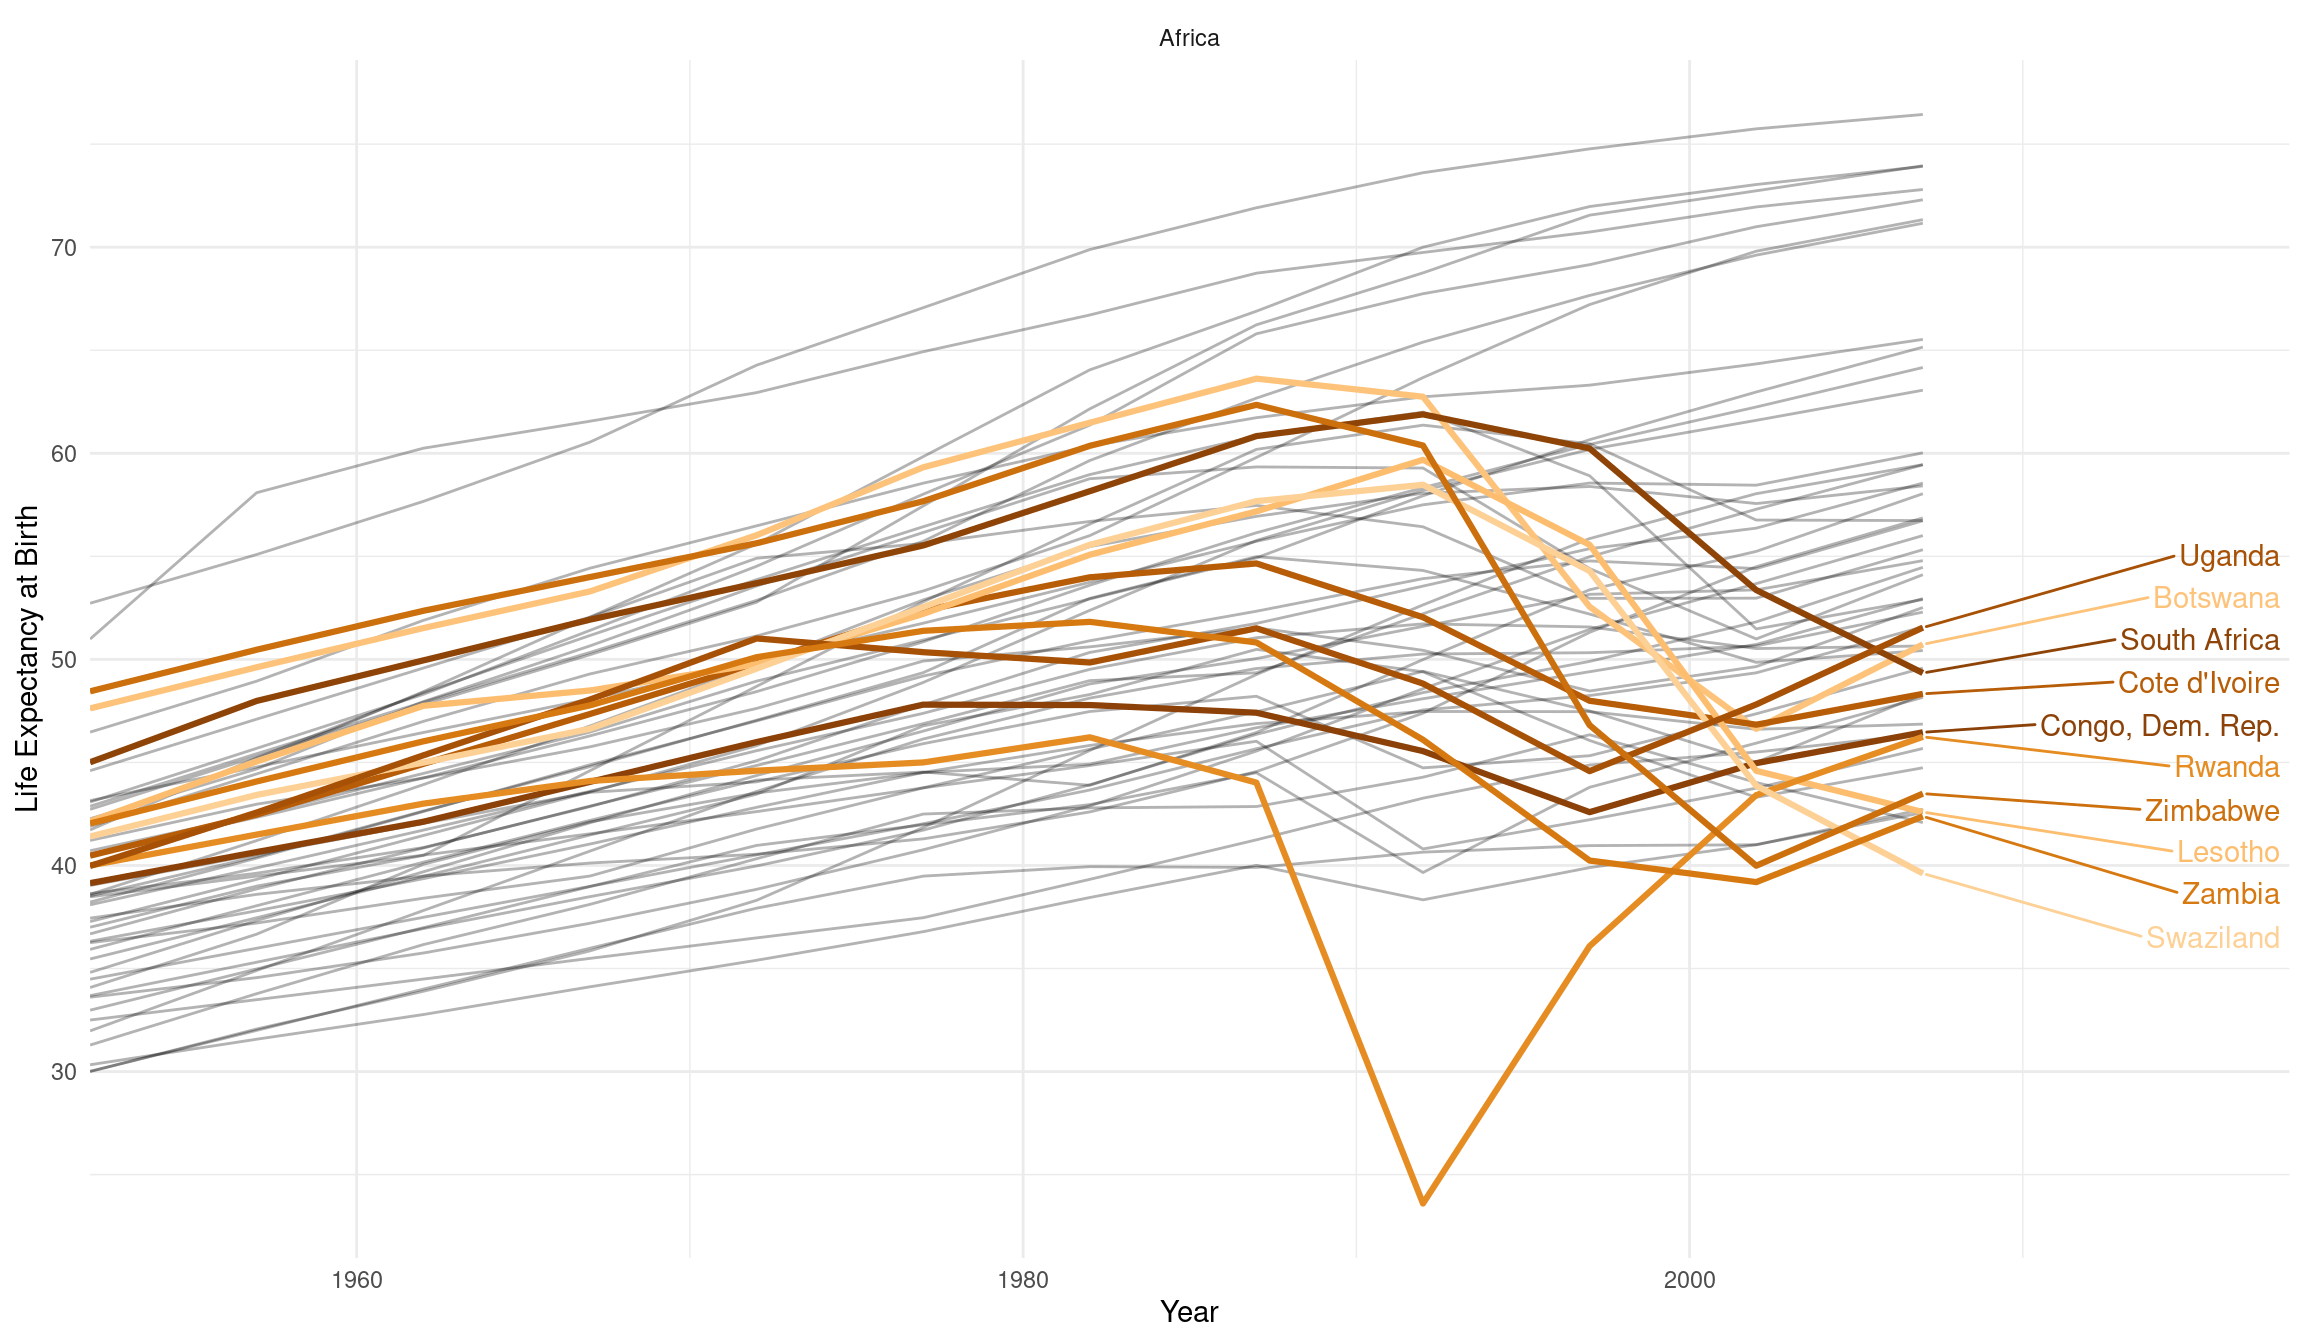 Africa
Life Expectancy at Birth
70
60
50
40
30
Uganda
Botswana
South Africa
Cote d'Ivoire
Congo, Dem. Rep.
Rwanda
Zimbabwe
Lesotho
Zambia
Swaziland
1960
1980
2000
Year